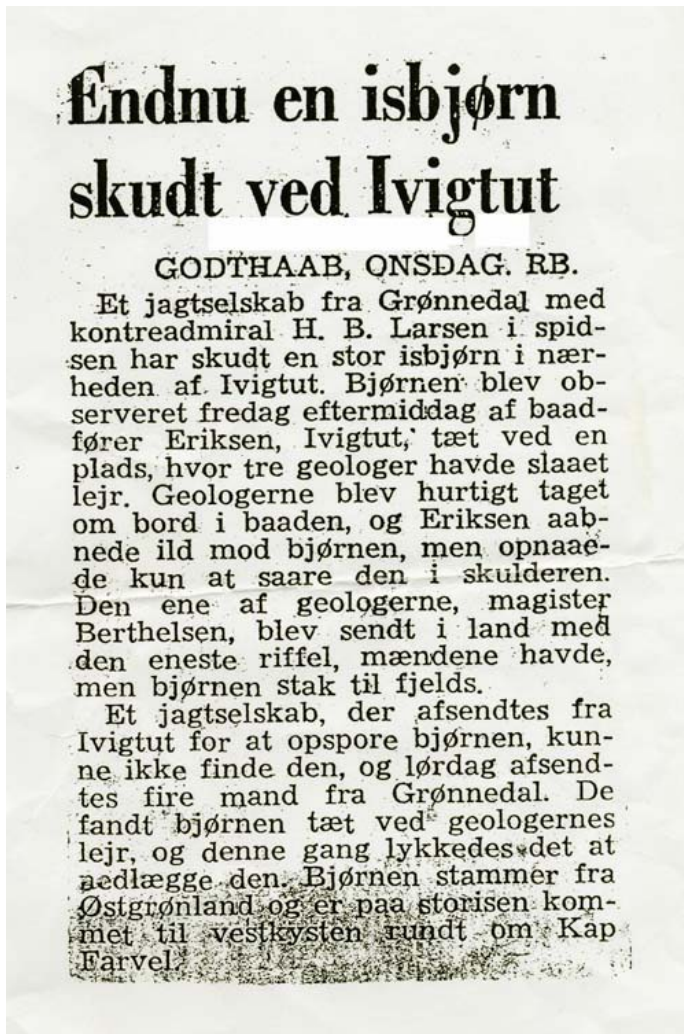 Endnu en isbjørn
skudt ved Ivigtut
GODTHAAB, ONSDAG. RB.
Et jagtselskab fra Grønnedal med
kontreadmiral H. B. Larsen i spid-
sen har skudt en stor isbjørn i nær-
heden af Ivigtut. Bjørnen blev ob-
serveret fredag eftermiddag af baad-
fører Eriksen, Ivigtut, tæt ved en
plads, hvor tre geologer havde slaaet
lejr. Geologerne blev hurtigt taget
om bord i baaden, og Eriksen aab-
nede ild mod bjørnen, men opnaae-
de kun at saare den i skulderen.
Den ene af geologerne, magister
Berthelsen, blev sendt i land med
den eneste riffel, mændene havde,
men bjørnen stak til fjelds.
Et jagtselskab, der afsendtes fra
Ivigtut for at opspore bjørnen, kun-
ne ikke finde den, og lørdag afsend-
tes fire mand fra Grønnedal. De
fandt bjørnen tæt ved geologernes
lejr, og denne gang lykkedes det at
nedlægge den. Bjørnen stammer fra
Østgrønland og er paa storisen kom-
met til vestkysten rundt om Kap
Farvel.